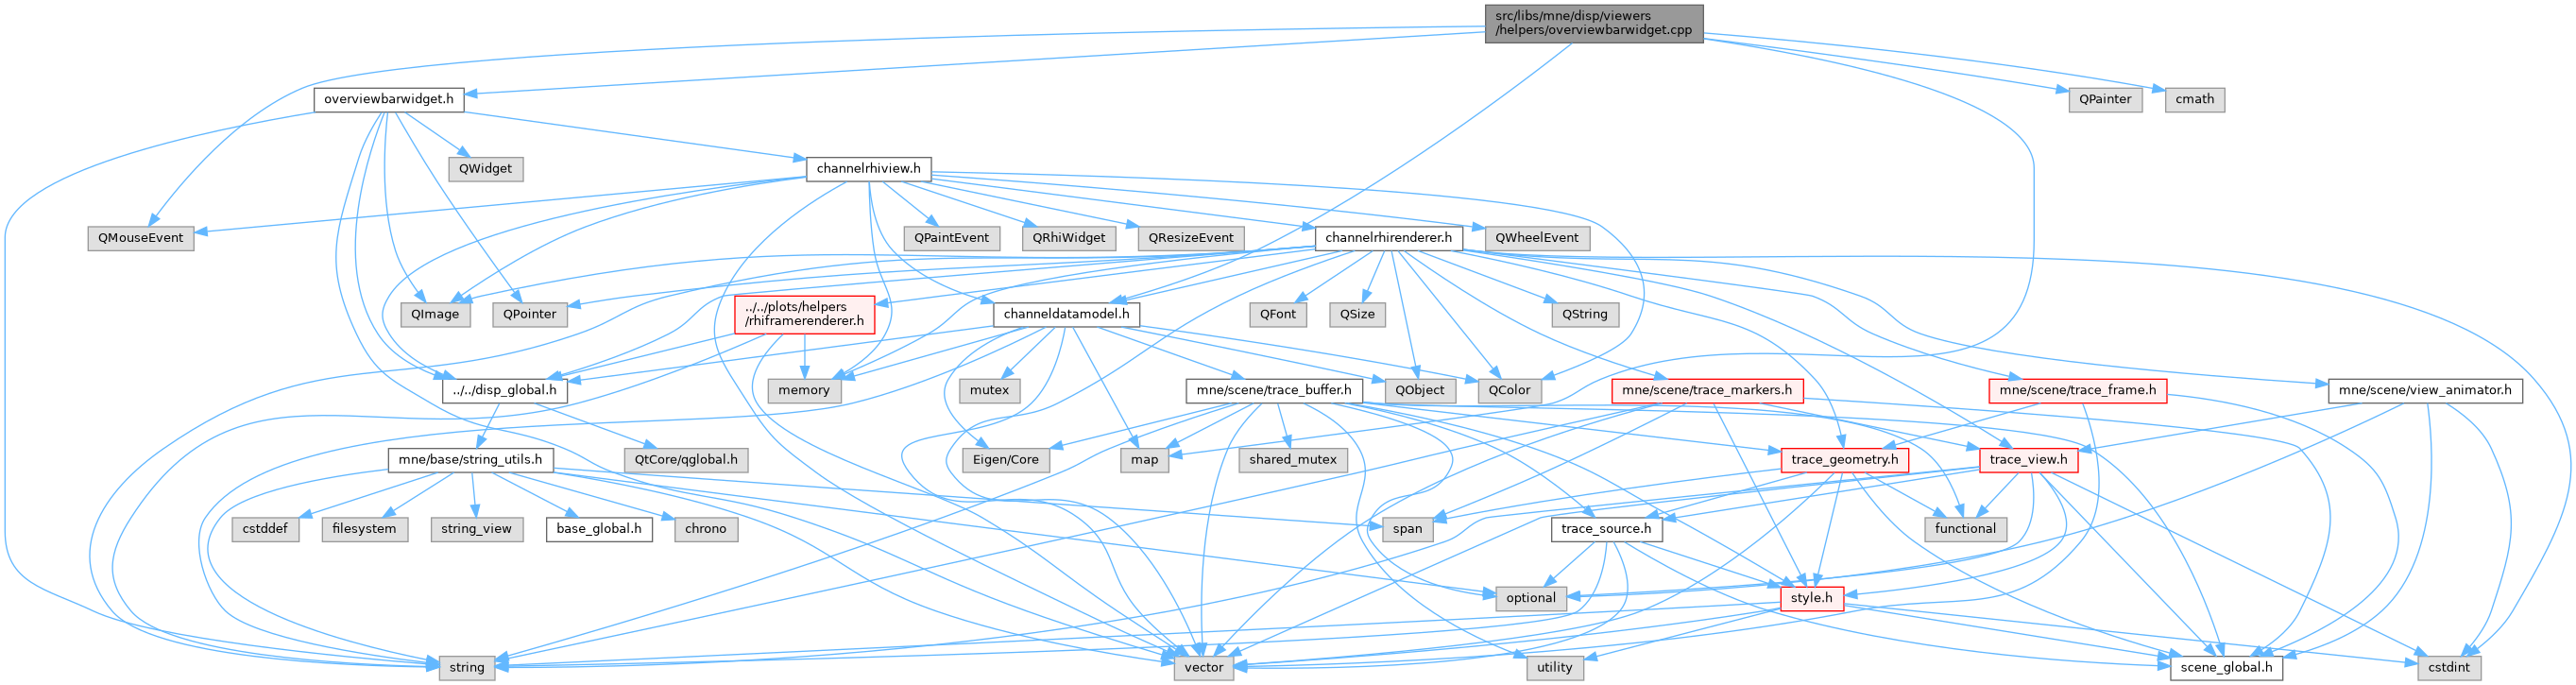 src/libs/mne/disp/viewers
/helpers/overviewbarwidget.cpp
overviewbarwidget.h
QPainter
cmath
QWidget
channelrhiview.h
QMouseEvent
QPaintEvent
QRhiWidget
QResizeEvent
channelrhirenderer.h
QWheelEvent
QImage
QPointer
../../plots/helpers
/rhiframerenderer.h
channeldatamodel.h
QFont
QSize
QString
../../disp_global.h
memory
mutex
mne/scene/trace_buffer.h
QObject
QColor
mne/scene/trace_markers.h
mne/scene/trace_frame.h
mne/scene/view_animator.h
mne/base/string_utils.h
QtCore/qglobal.h
Eigen/Core
map
shared_mutex
trace_geometry.h
trace_view.h
cstddef
filesystem
string_view
base_global.h
chrono
span
trace_source.h
functional
optional
style.h
string
vector
utility
scene_global.h
cstdint